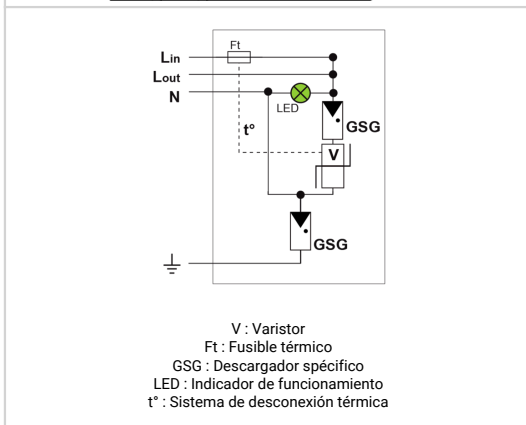 Ft
Lin
Lout
N
LED
GSG
t°
V
GSG
V : Varistor
Ft : Fusible térmico
GSG : Descargador spécifico
LED : Indicador de funcionamiento
t° : Sistema de desconexión térmica